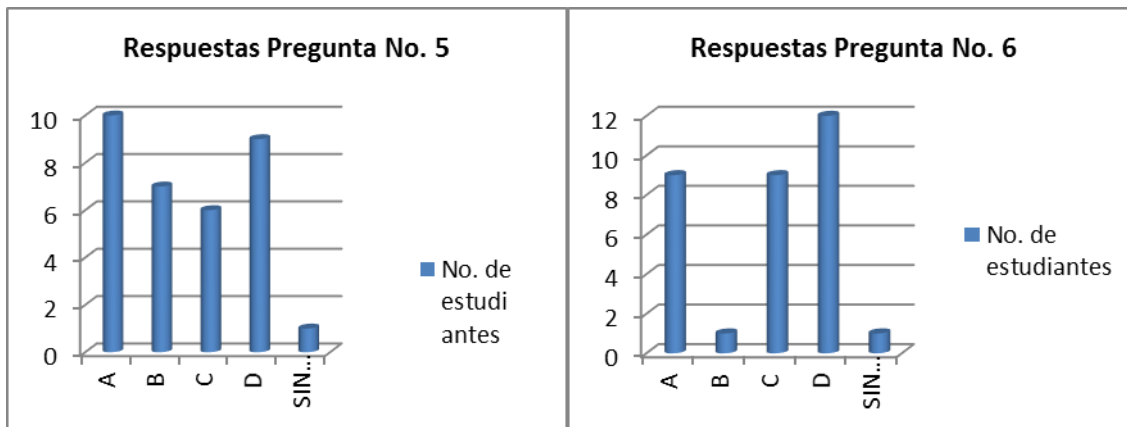 Respuestas Pregunta No. 5
10
8
6
4
2
0
A
B
C
D
SIN...
No. de
estudi
antes
Respuestas Pregunta No. 6
12
10
8
6
4
2
0
A
B
C
D
SIN...
No. de
estudiantes